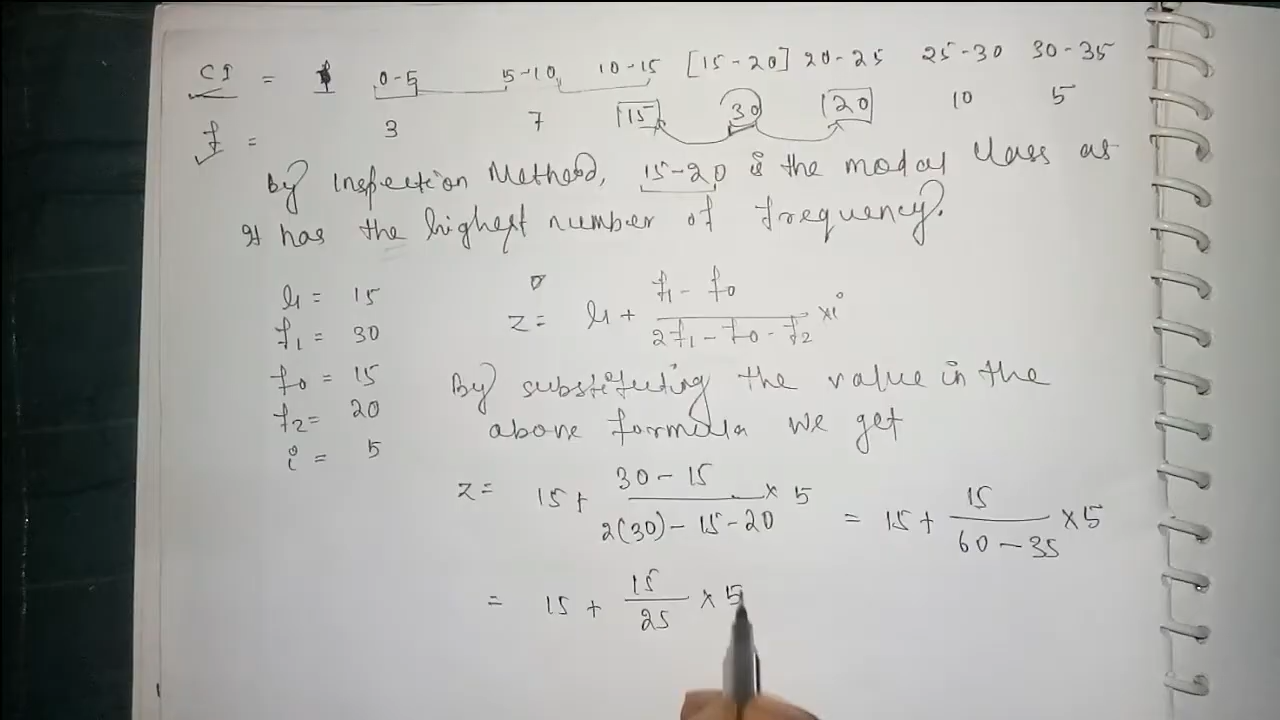 CI = 0-5 5-10 10-15 [15-20] 20-25 25-30 30-35
f = 3 7 15 30 20 10 5
By Inspection Method, 15-20 is the modal class as
It has the highest number of frequency.
l1 = 15
f1 = 30
f0 = 15
f2 = 20
i = 5
z = l1 + (f1 - f0) / (2f1 - f0 - f2) × i
By substituting the value in the
above formula we get
z = 15 + (30 - 15) / (2(30) - 15 - 20) × 5 = 15 + 15 / (60 - 35) × 5
= 15 + 15 / 25 × 5